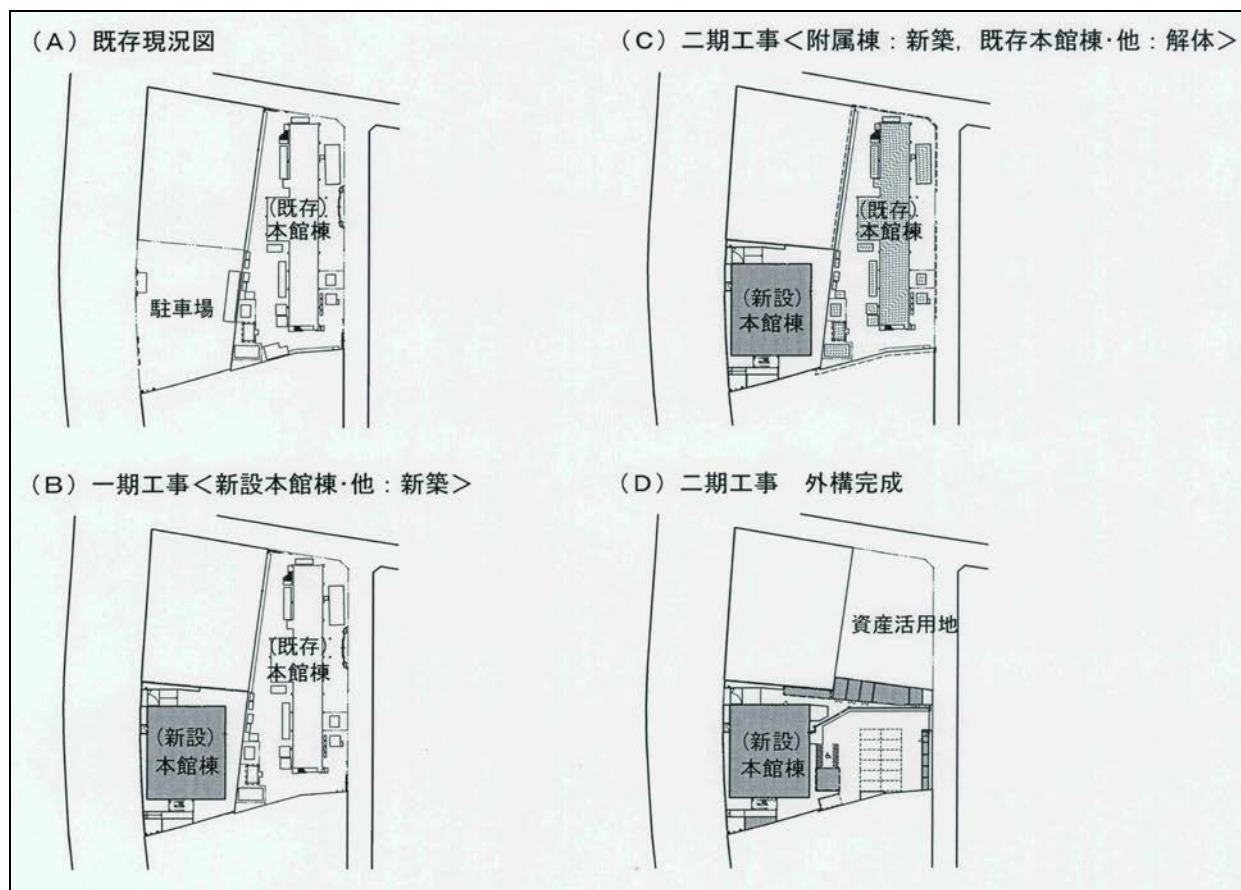 (A) 既存現況図
(既存)
本館棟
駐車場
(B) 一期工事<新設本館棟・他:新築>
(既存)
本館棟
(新設)
本館棟
(C) 二期工事<附属棟:新築, 既存本館棟・他:解体>
(既存)
本館棟
(新設)
本館棟
(D) 二期工事 外構完成
資産活用地
(新設)
本館棟